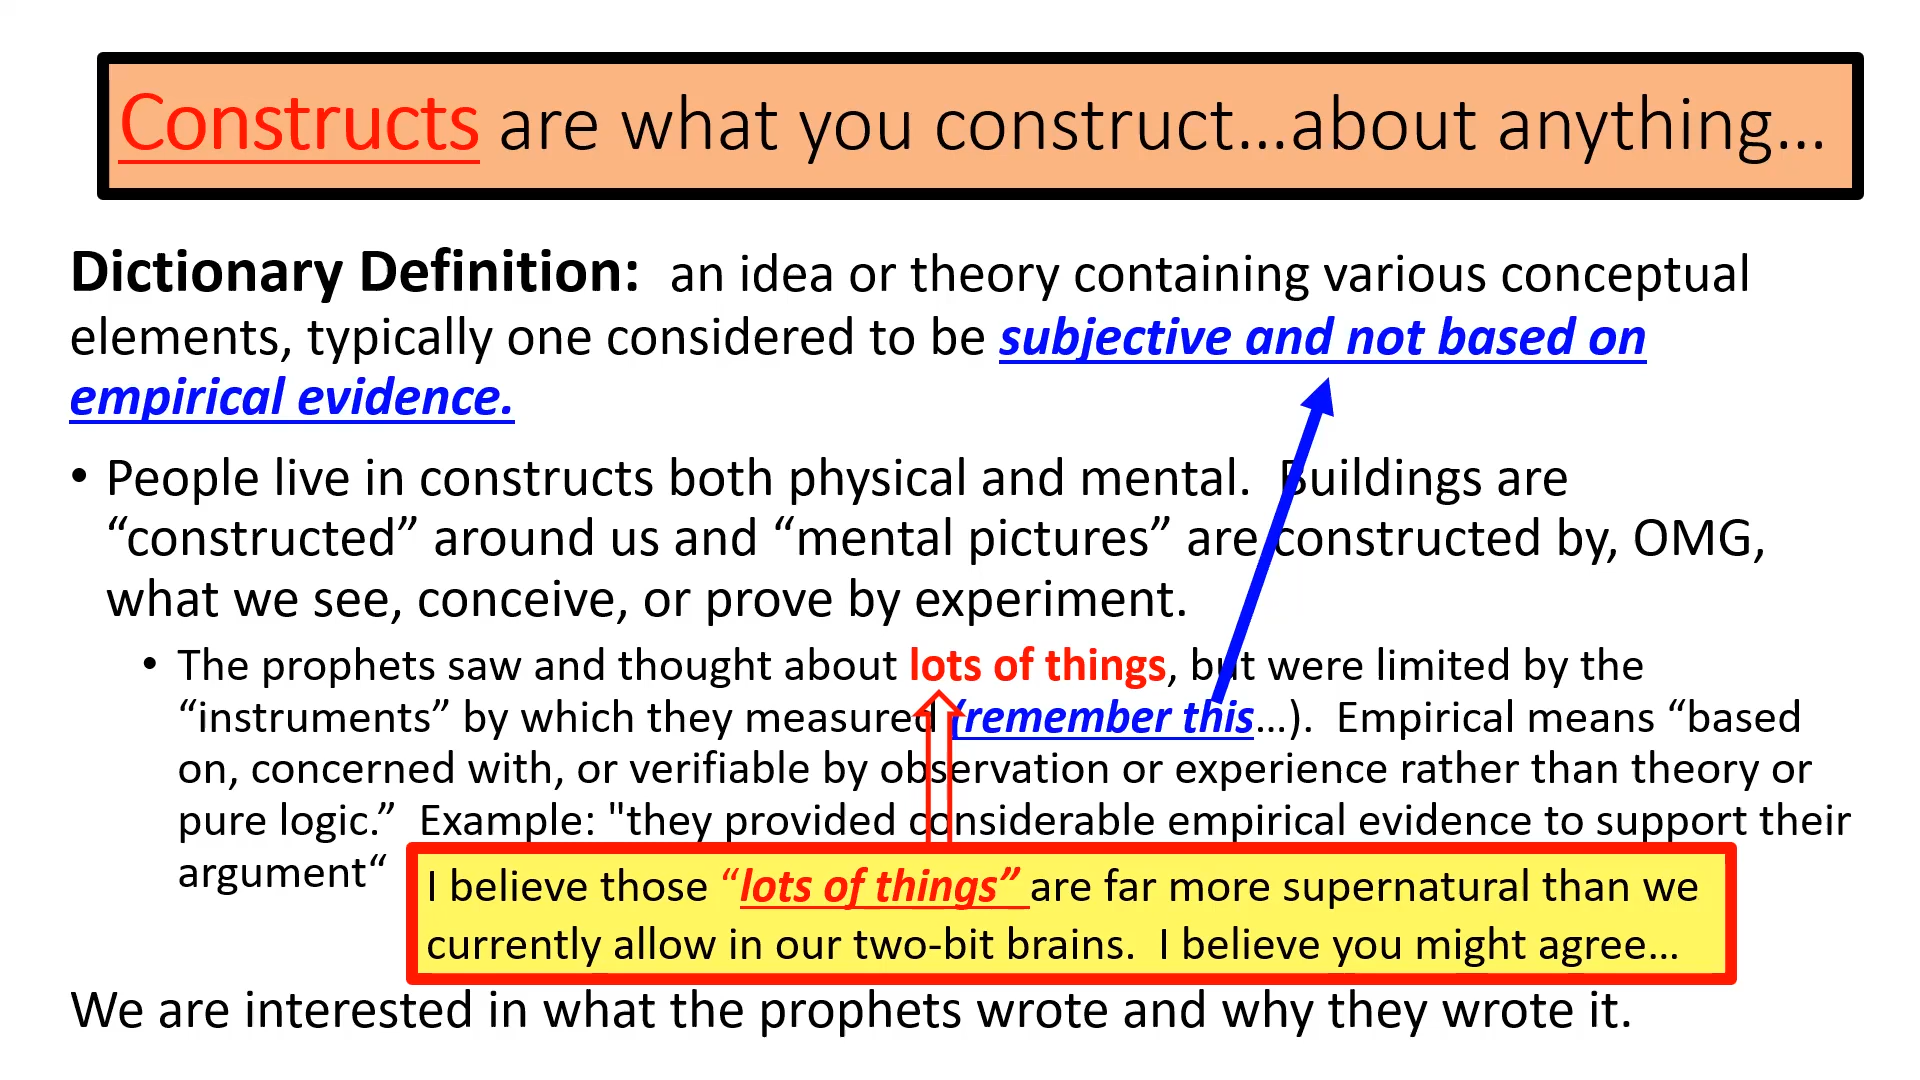 Constructs are what you construct…about anything…
Dictionary Definition: an idea or theory containing various conceptual
elements, typically one considered to be subjective and not based on
empirical evidence.
• People live in constructs both physical and mental. Buildings are
“constructed” around us and “mental pictures” are constructed by, OMG,
what we see, conceive, or prove by experiment.
• The prophets saw and thought about lots of things, but were limited by the
“instruments” by which they measured (remember this…). Empirical means “based
on, concerned with, or verifiable by observation or experience rather than theory or
pure logic.” Example: "they provided considerable empirical evidence to support their
argument“
I believe those “lots of things” are far more supernatural than we
currently allow in our two-bit brains. I believe you might agree…
We are interested in what the prophets wrote and why they wrote it.